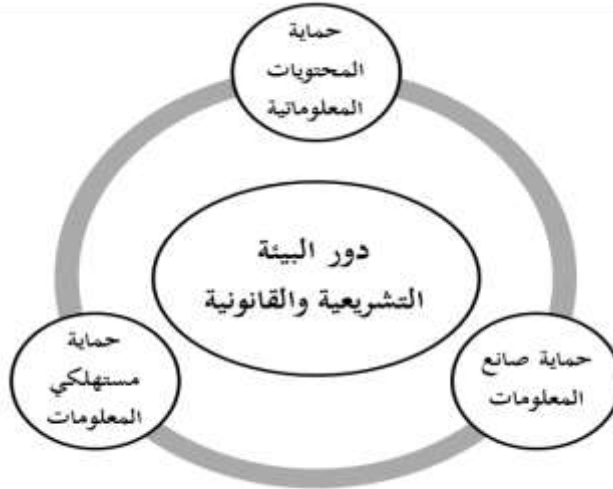 حماية
المحتويات
المعلوماتية
دور البيئة
التشريعية والقانونية
حماية صانع
المعلومات
حماية
مستهلكي
المعلومات